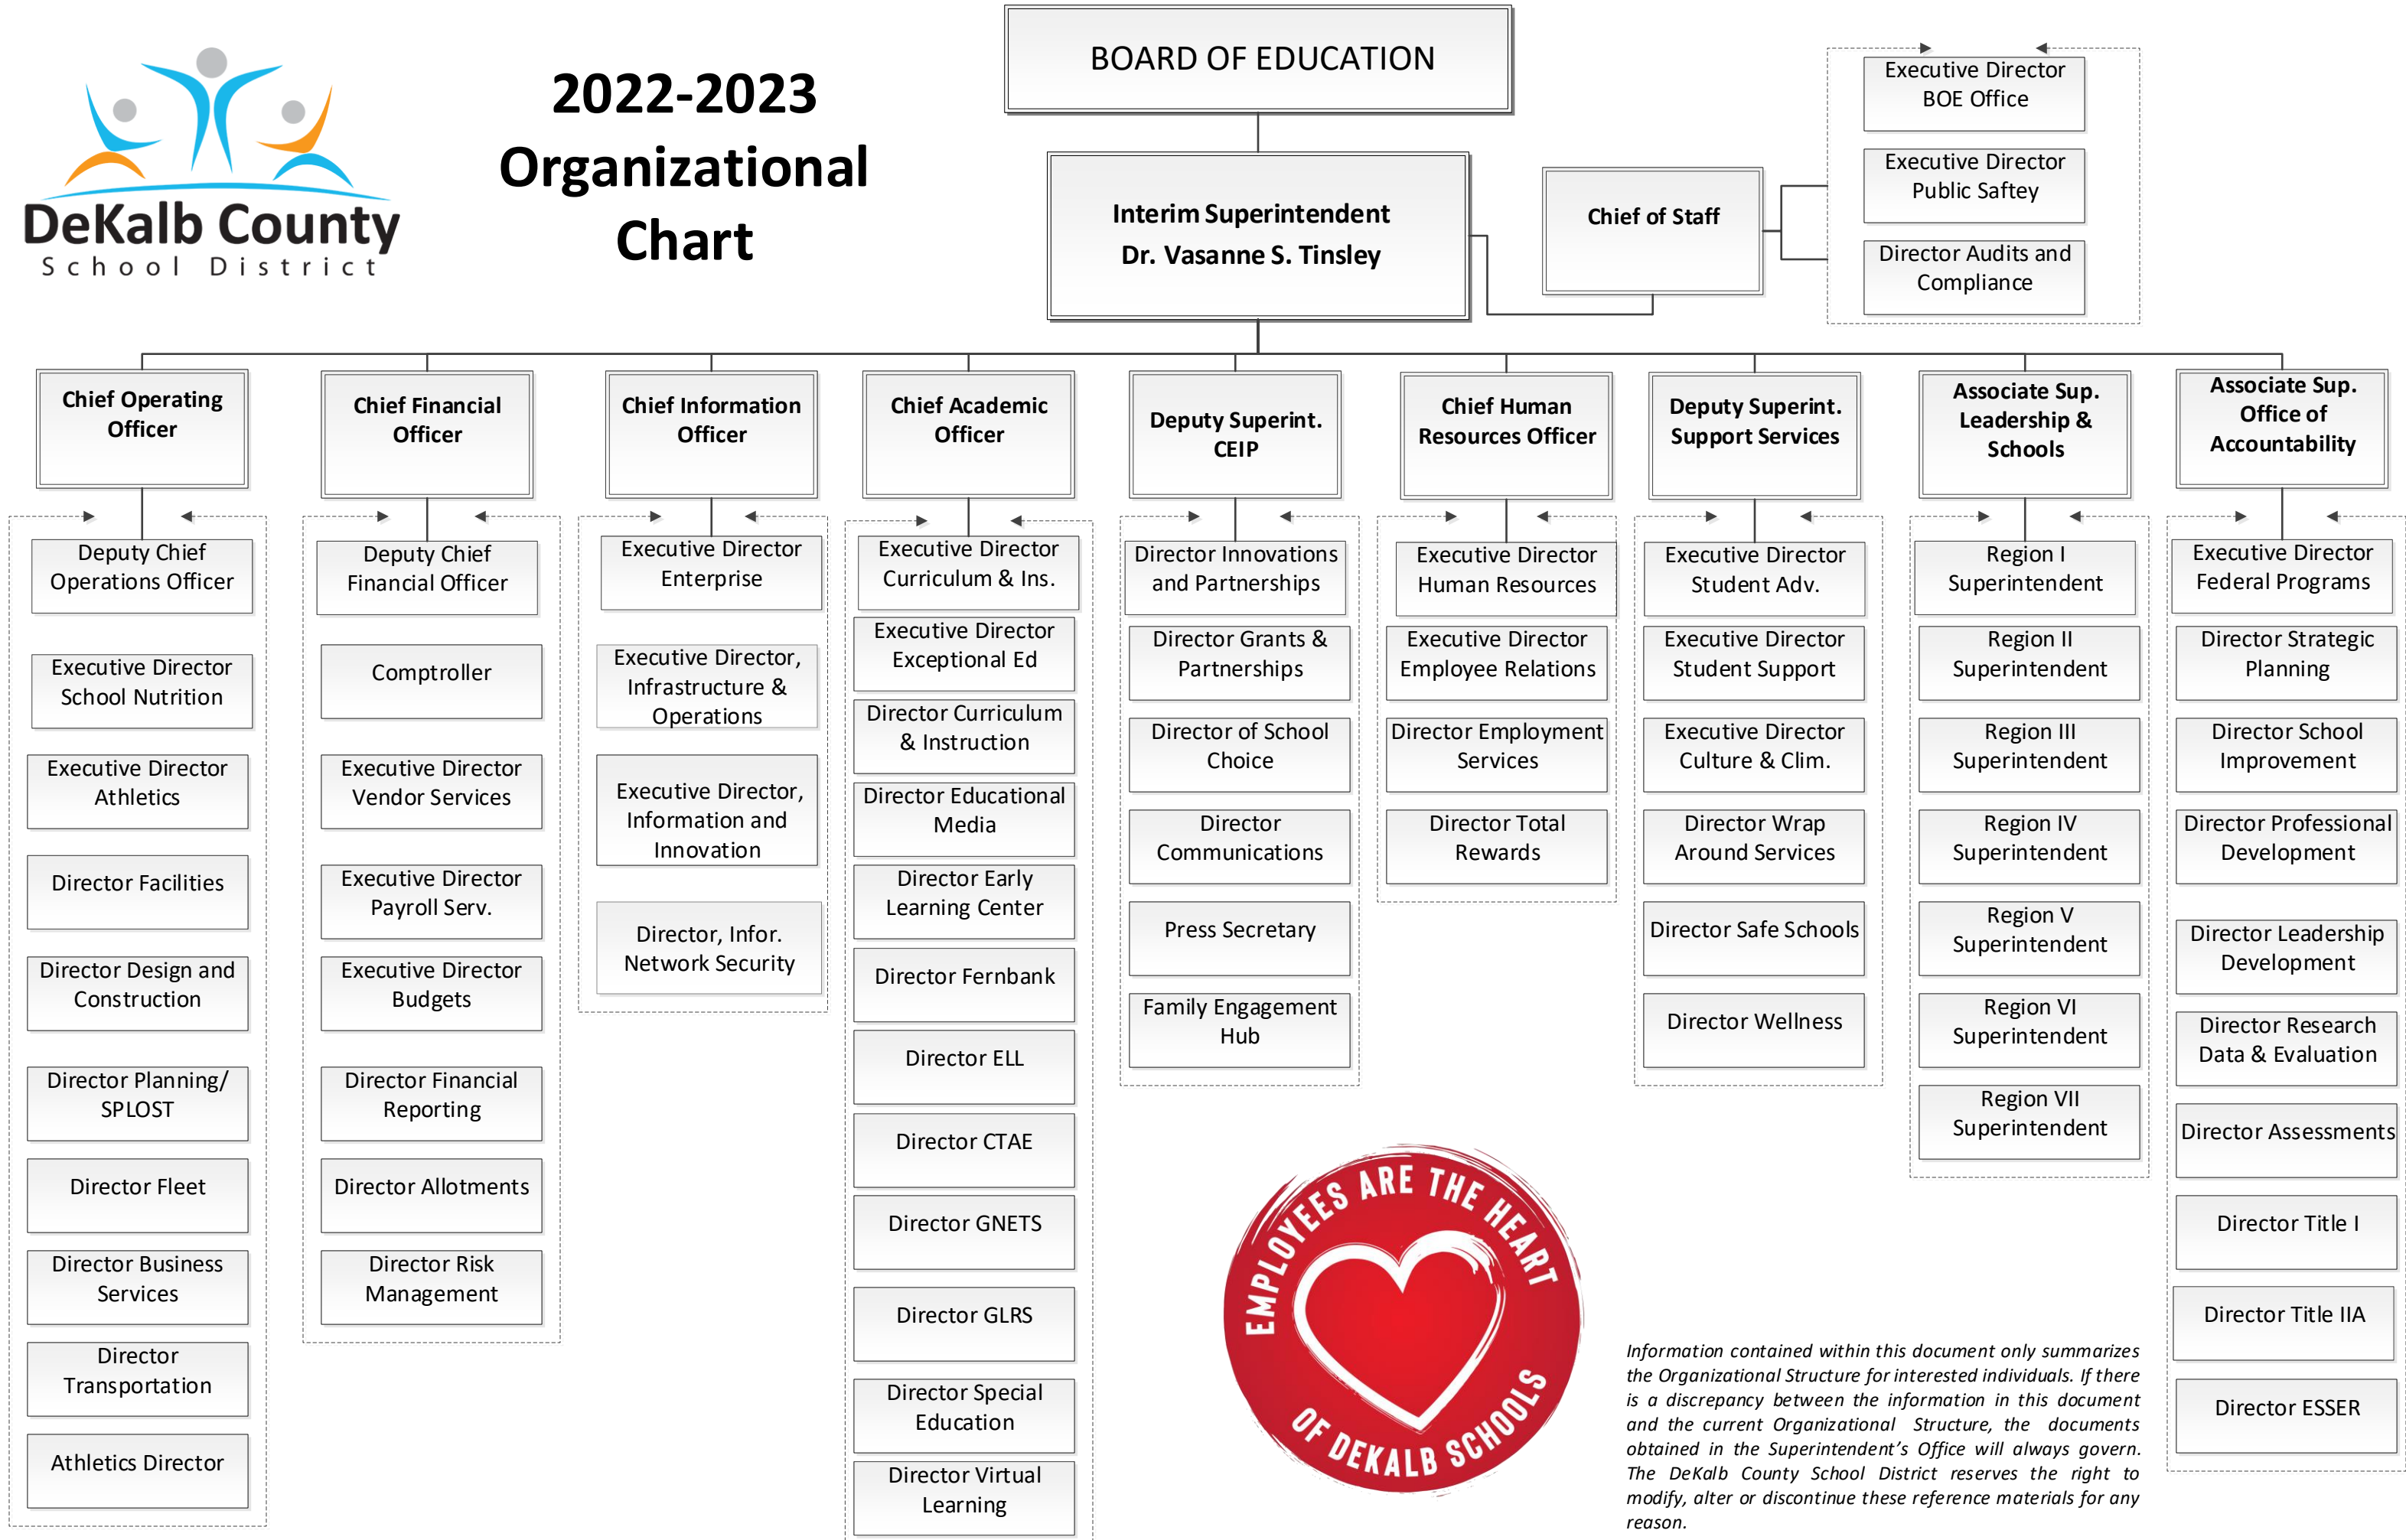 DeKalb County
School District
2022-2023
Organizational
Chart
BOARD OF EDUCATION
Interim Superintendent
Dr. Vasanne S. Tinsley
Chief of Staff
Executive Director
BOE Office
Executive Director
Public Saftey
Director Audits and
Compliance
Chief Operating
Officer
Deputy Chief
Operations Officer
Executive Director
School Nutrition
Executive Director
Athletics
Director Facilities
Director Design and
Construction
Director Planning/
SPLOST
Director Fleet
Director Business
Services
Director
Transportation
Athletics Director
Chief Financial
Officer
Deputy Chief
Financial Officer
Comptroller
Executive Director
Vendor Services
Executive Director
Payroll Serv.
Executive Director
Budgets
Director Financial
Reporting
Director Allotments
Director Risk
Management
Chief Information
Officer
Executive Director
Enterprise
Executive Director,
Infrastructure &
Operations
Executive Director,
Information and
Innovation
Director, Infor.
Network Security
Chief Academic
Officer
Executive Director
Curriculum & Ins.
Executive Director
Exceptional Ed
Director Curriculum
& Instruction
Director Educational
Media
Director Early
Learning Center
Director Fernbank
Director ELL
Director CTAE
Director GNETS
Director GLRS
Director Special
Education
Director Virtual
Learning
Deputy Superint.
CEIP
Director Innovations
and Partnerships
Director Grants &
Partnerships
Director of School
Choice
Director
Communications
Press Secretary
Family Engagement
Hub
Chief Human
Resources Officer
Executive Director
Human Resources
Executive Director
Employee Relations
Director Employment
Services
Director Total
Rewards
Deputy Superint.
Support Services
Executive Director
Student Adv.
Executive Director
Student Support
Executive Director
Culture & Clim.
Director Wrap
Around Services
Director Safe Schools
Director Wellness
Associate Sup.
Leadership &
Schools
Region I
Superintendent
Region II
Superintendent
Region III
Superintendent
Region IV
Superintendent
Region V
Superintendent
Region VI
Superintendent
Region VII
Superintendent
Associate Sup.
Office of
Accountability
Executive Director
Federal Programs
Director Strategic
Planning
Director School
Improvement
Director Professional
Development
Director Leadership
Development
Director Research
Data & Evaluation
Director Assessments
Director Title I
Director Title IIA
Director ESSER
EMPLOYEES ARE THE HEART
OF DEKALB SCHOOLS
Information contained within this document only summarizes
the Organizational Structure for interested individuals. If there
is a discrepancy between the information in this document
and the current Organizational Structure, the documents
obtained in the Superintendent’s Office will always govern.
The DeKalb County School District reserves the right to
modify, alter or discontinue these reference materials for any
reason.